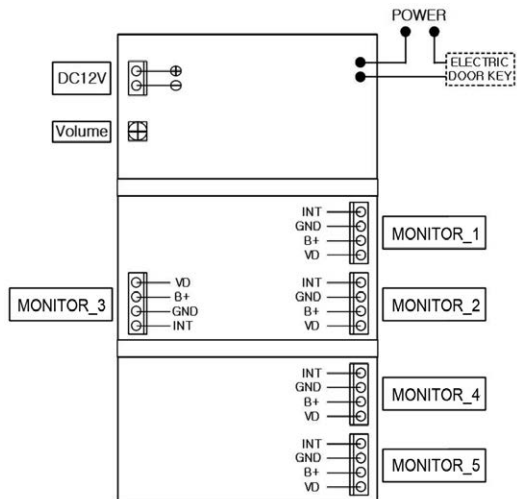 POWER
ELECTRIC
DOOR KEY
DC12V
Volume
INT
GND
B+
VD
MONITOR_1
MONITOR_3
VD
B+
GND
INT
INT
GND
B+
VD
MONITOR_2
INT
GND
B+
VD
MONITOR_4
INT
GND
B+
VD
MONITOR_5